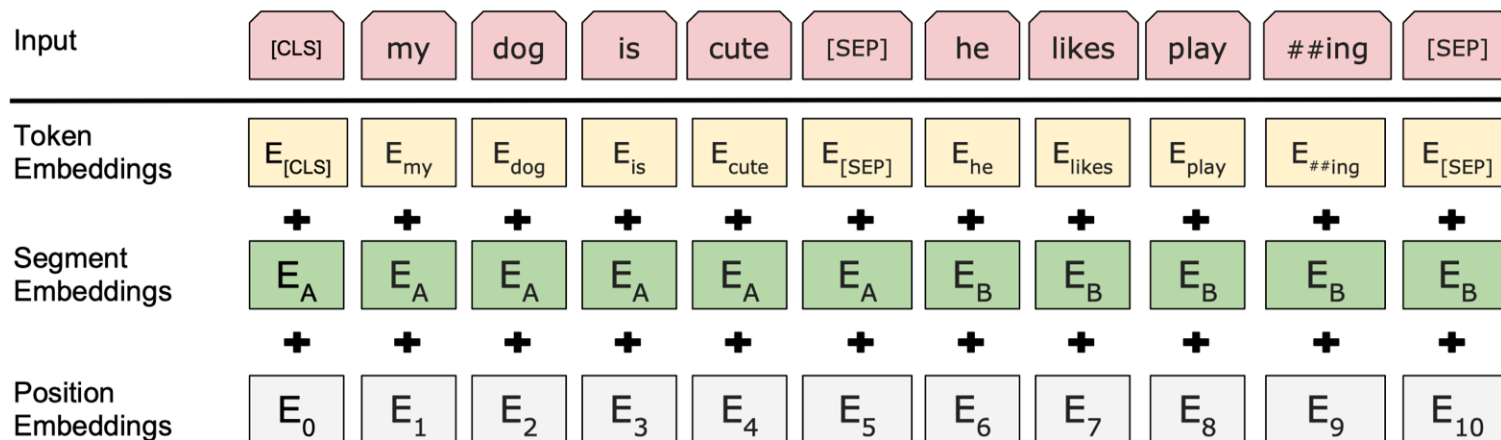 Input [CLS] my dog is cute [SEP] he likes play ##ing [SEP]
Token
Embeddings
E[CLS] Emy Edog Eis Ecute E[SEP] Ehe Elikes Eplay E##ing E[SEP]
+ + + + + + + + + + +
Segment
Embeddings
EA EA EA EA EA EA EB EB EB EB EB
+ + + + + + + + + + +
Position
Embeddings
E0 E1 E2 E3 E4 E5 E6 E7 E8 E9 E10